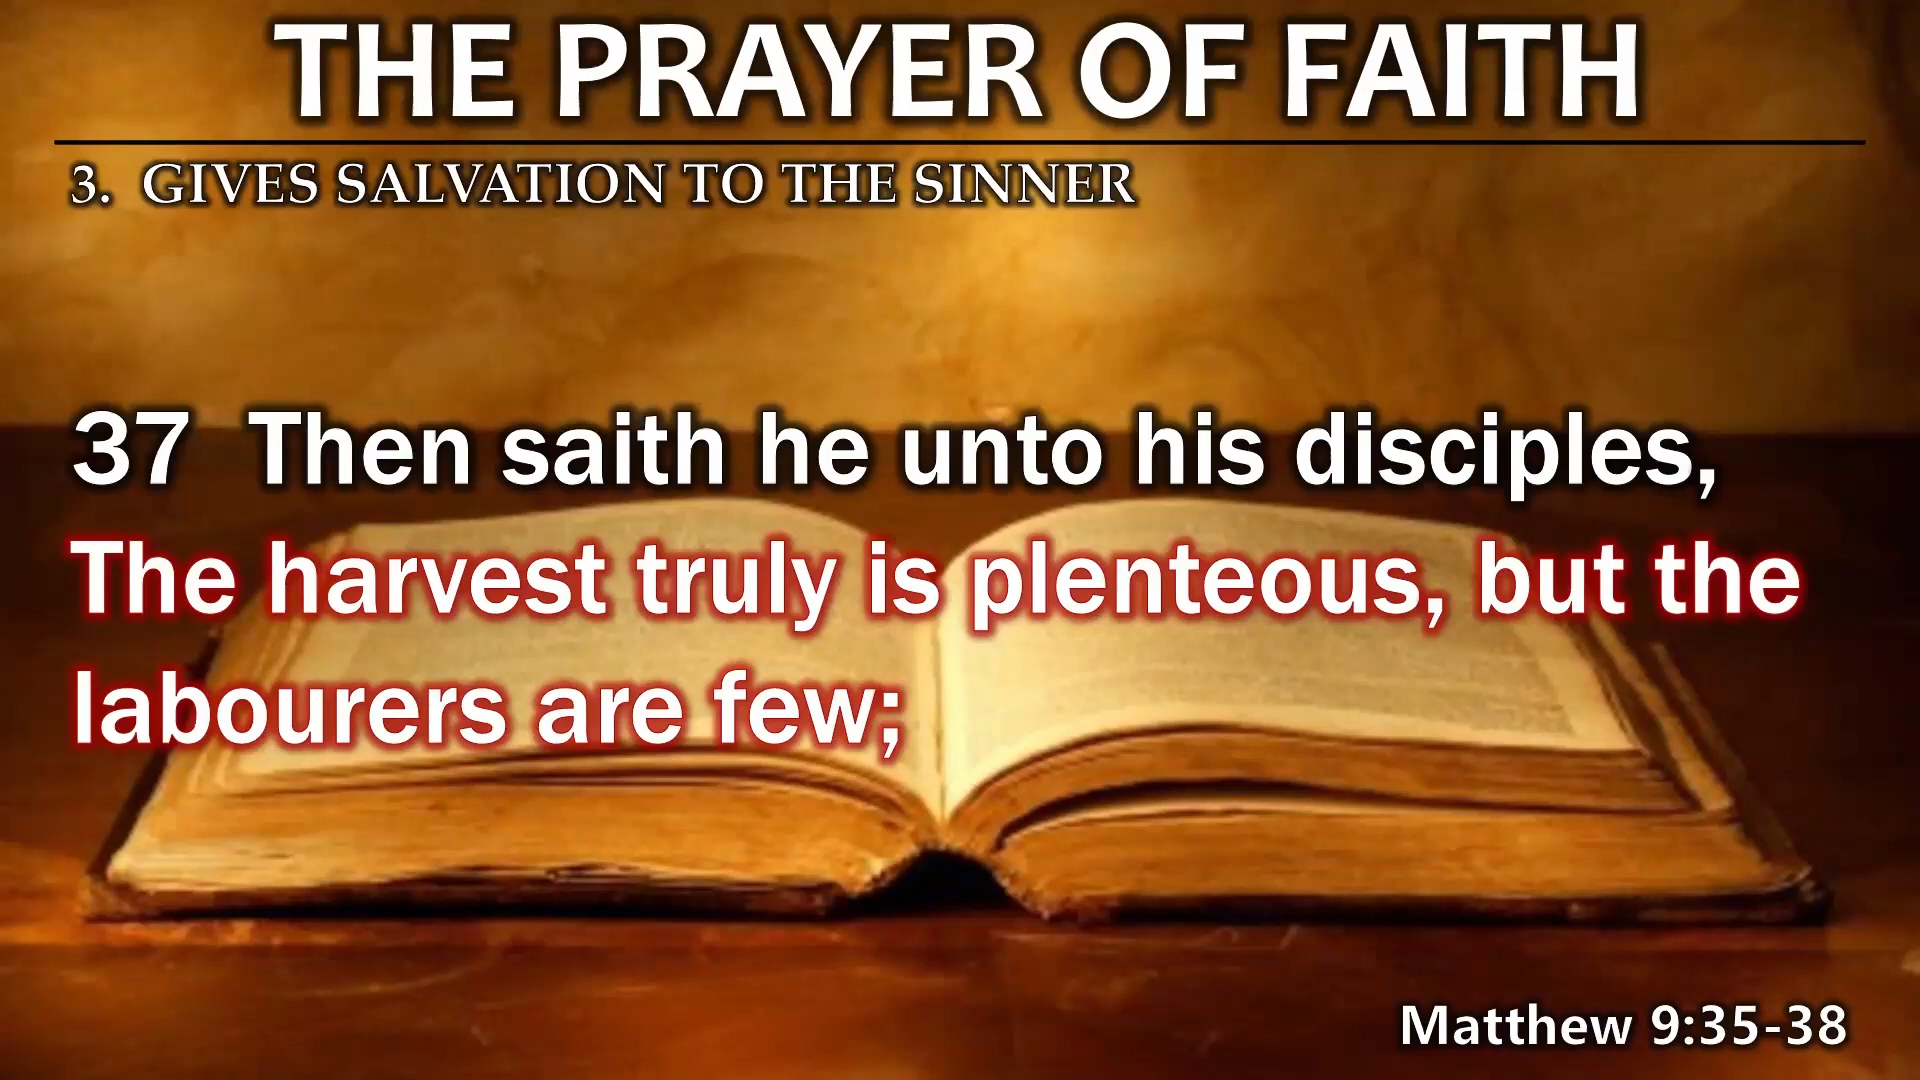 THE PRAYER OF FAITH
3. GIVES SALVATION TO THE SINNER
37 Then saith he unto his disciples,
The harvest truly is plenteous, but the
labourers are few;
Matthew 9:35-38